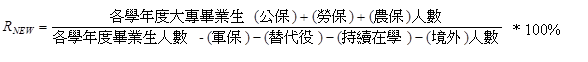 R_NEW = 各學年度大專畢業生 (公保)+(勞保)+(農保)人數 / 各學年度畢業生人數 -(軍保)-(替代役)-(持續在學)-(境外)人數 * 100%